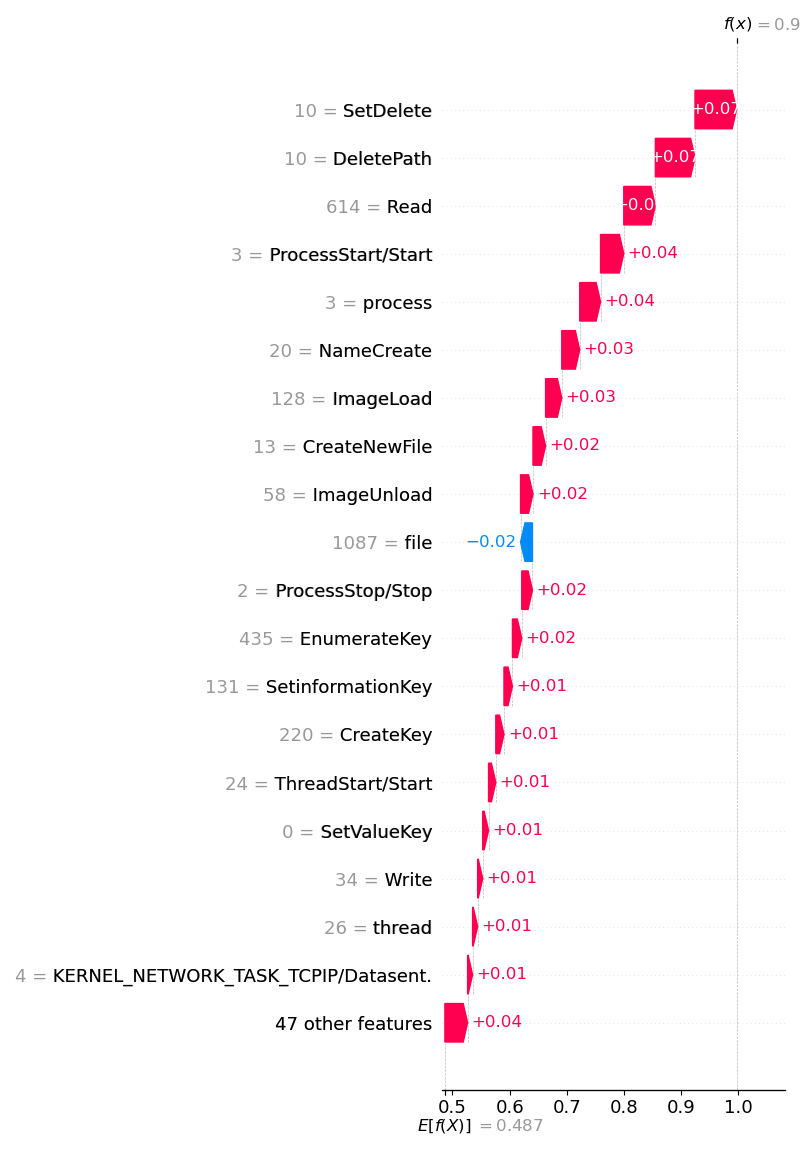 f(x) = 0.9
10 = SetDelete
+0.07
10 = DeletePath
+0.07
614 = Read
3 = ProcessStart/Start
+0.04
3 = process
+0.04
20 = NameCreate
+0.03
128 = ImageLoad
+0.03
13 = CreateNewFile
+0.02
58 = ImageUnload
+0.02
1087 = file
−0.02
2 = ProcessStop/Stop
+0.02
435 = EnumerateKey
+0.02
131 = SetinformationKey
+0.01
220 = CreateKey
+0.01
24 = ThreadStart/Start
+0.01
0 = SetValueKey
+0.01
34 = Write
+0.01
26 = thread
+0.01
4 = KERNEL_NETWORK_TASK_TCPIP/Datasent.
+0.01
47 other features
+0.04
0.5 0.6 0.7 0.8 0.9 1.0
E[f(X)] = 0.487